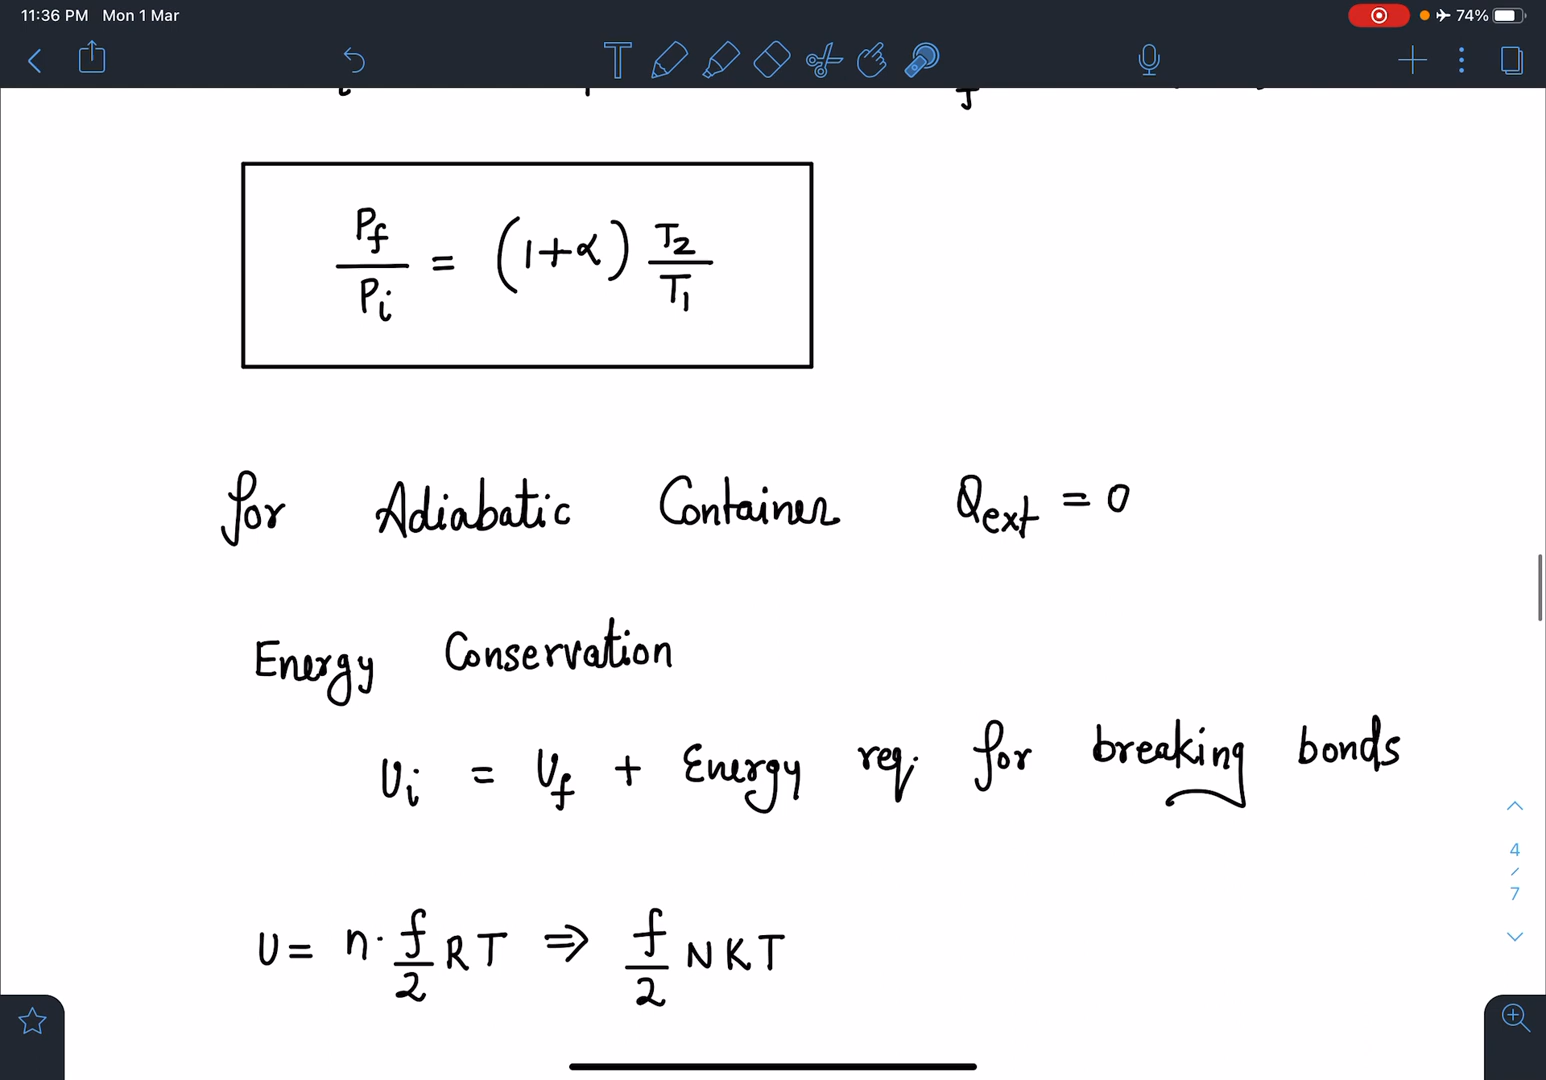 11:36 PM Mon 1 Mar
74%
T
Pf/Pi = (1+α) T2/T1
for Adiabatic Container Qext = 0
Energy Conservation
Ui = Uf + Energy req. for breaking bonds
4
/
7
U = n · f/2 RT ⇒ f/2 NKT